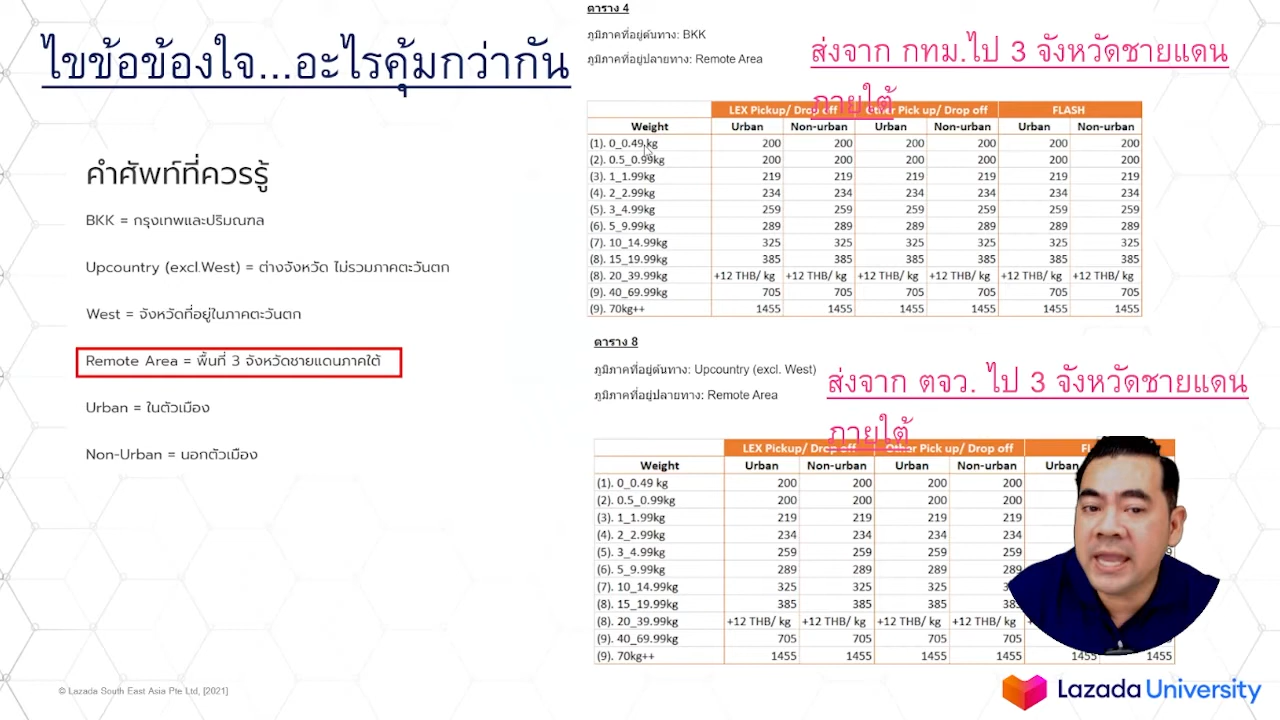 ไขข้อข้องใจ...อะไรคุ้มกว่ากัน
คำศัพท์ที่ควรรู้
BKK = กรุงเทพและปริมณฑล
Upcountry (excl.West) = ต่างจังหวัด ไม่รวมภาคตะวันตก
West = จังหวัดที่อยู่ในภาคตะวันตก
Remote Area = พื้นที่ 3 จังหวัดชายแดนภาคใต้
Urban = ในตัวเมือง
Non-Urban = นอกตัวเมือง
© Lazada South East Asia Pte Ltd, [2021]
ตาราง 4
ภูมิภาคที่อยู่ต้นทาง: BKK
ภูมิภาคที่อยู่ปลายทาง: Remote Area
ส่งจาก กทม.ไป 3 จังหวัดชายแดน
ภายใต้
LEX Pickup/ Drop off Other Pick up/ Drop off FLASH
Weight Urban Non-urban Urban Non-urban Urban Non-urban
(1). 0_0.49 kg 200 200 200 200 200 200
(2). 0.5_0.99kg 200 200 200 200 200 200
(3). 1_1.99kg 219 219 219 219 219 219
(4). 2_2.99kg 234 234 234 234 234 234
(5). 3_4.99kg 259 259 259 259 259 259
(6). 5_9.99kg 289 289 289 289 289 289
(7). 10_14.99kg 325 325 325 325 325 325
(8). 15_19.99kg 385 385 385 385 385 385
(8). 20_39.99kg +12 THB/ kg +12 THB/ kg +12 THB/ kg +12 THB/ kg +12 THB/ kg +12 THB/ kg
(9). 40_69.99kg 705 705 705 705 705 705
(9). 70kg++ 1455 1455 1455 1455 1455 1455
ตาราง 8
ภูมิภาคที่อยู่ต้นทาง: Upcountry (excl. West)
ภูมิภาคที่อยู่ปลายทาง: Remote Area
ส่งจาก ตจว. ไป 3 จังหวัดชายแดน
ภายใต้
LEX Pickup/ Drop off Other Pick up/ Drop off
Weight Urban Non-urban Urban Non-urban Urban
(1). 0_0.49 kg 200 200 200 200
(2). 0.5_0.99kg 200 200 200 200
(3). 1_1.99kg 219 219 219 219
(4). 2_2.99kg 234 234 234 234
(5). 3_4.99kg 259 259 259 259
(6). 5_9.99kg 289 289 289 289
(7). 10_14.99kg 325 325 325
(8). 15_19.99kg 385 385 385
(8). 20_39.99kg +12 THB/ kg +12 THB/ kg +12 THB/ kg +12 THB/ kg
(9). 40_69.99kg 705 705 705 705
(9). 70kg++ 1455 1455 1455 1455 1455 1455
Lazada University